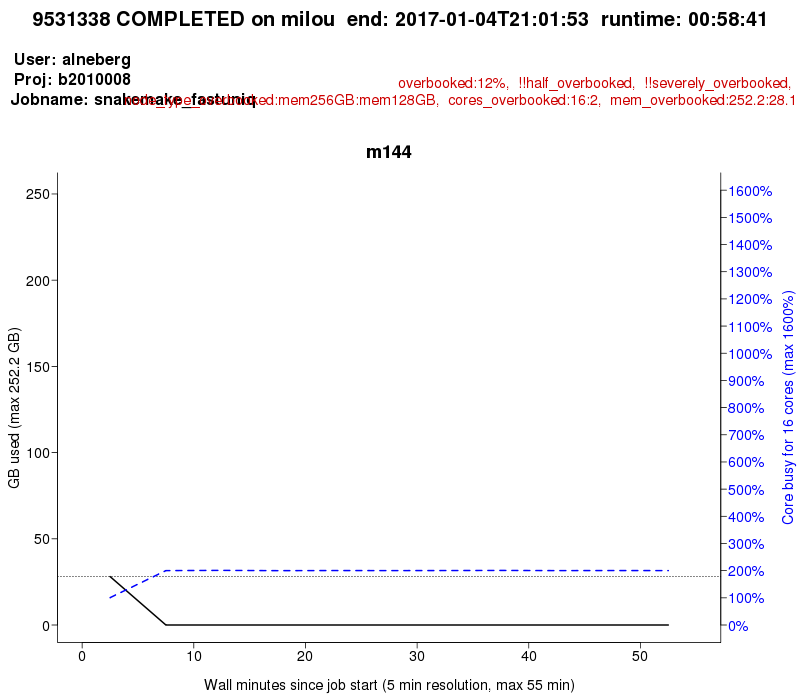 9531338 COMPLETED on milou  end: 2017-01-04T21:01:53  runtime: 00:58:41
User: alneberg
Proj: b2010008
overbooked:12%,  !!half_overbooked,  !!severely_overbooked,
Jobname: snakemake_fastuniq
node_type_overbooked:mem256GB:mem128GB,  cores_overbooked:16:2,  mem_overbooked:252.2:28.1
m144
GB used (max 252.2 GB)
250
200
150
100
50
0
1600%
1500%
1400%
1300%
1200%
1100%
1000%
900%
800%
700%
600%
500%
400%
300%
200%
100%
0%
Core busy for 16 cores (max 1600%)
0 10 20 30 40 50
Wall minutes since job start (5 min resolution, max 55 min)